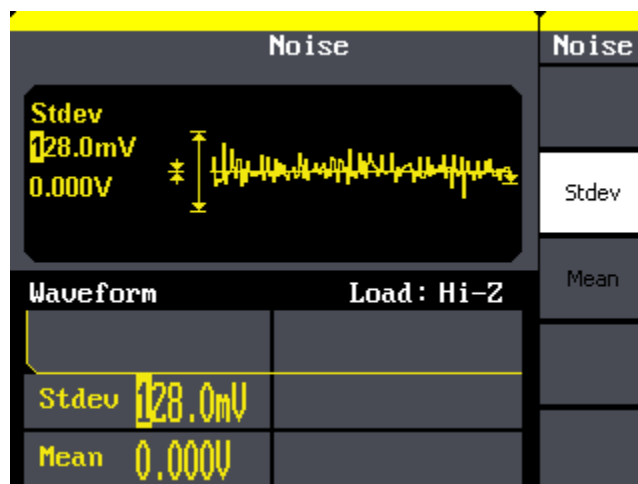 Noise
Noise
Stdev
128.0mV
0.000V
Stdev
Mean
Waveform Load: Hi-Z
Stdev 128.0mV
Mean 0.000V